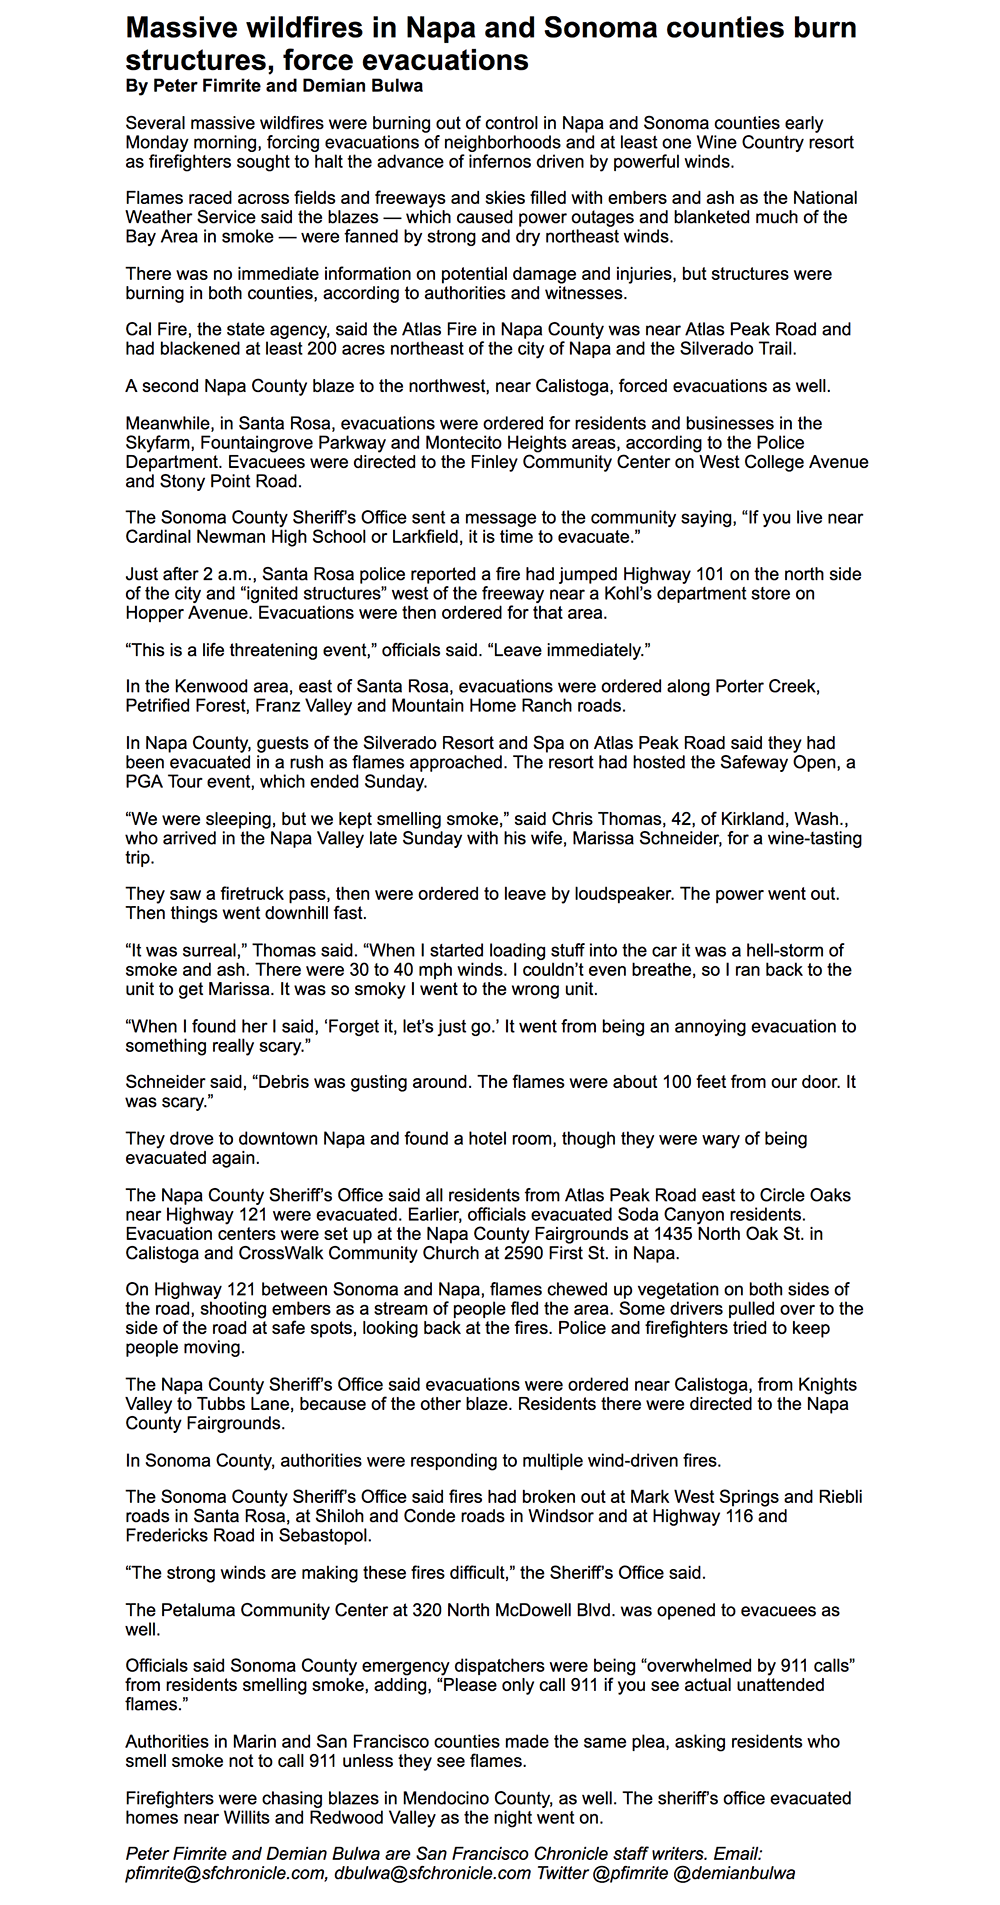 Massive wildfires in Napa and Sonoma counties burn
structures, force evacuations
By Peter Fimrite and Demian Bulwa
Several massive wildfires were burning out of control in Napa and Sonoma counties early
Monday morning, forcing evacuations of neighborhoods and at least one Wine Country resort
as firefighters sought to halt the advance of infernos driven by powerful winds.
Flames raced across fields and freeways and skies filled with embers and ash as the National
Weather Service said the blazes — which caused power outages and blanketed much of the
Bay Area in smoke — were fanned by strong and dry northeast winds.
There was no immediate information on potential damage and injuries, but structures were
burning in both counties, according to authorities and witnesses.
Cal Fire, the state agency, said the Atlas Fire in Napa County was near Atlas Peak Road and
had blackened at least 200 acres northeast of the city of Napa and the Silverado Trail.
A second Napa County blaze to the northwest, near Calistoga, forced evacuations as well.
Meanwhile, in Santa Rosa, evacuations were ordered for residents and businesses in the
Skyfarm, Fountaingrove Parkway and Montecito Heights areas, according to the Police
Department. Evacuees were directed to the Finley Community Center on West College Avenue
and Stony Point Road.
The Sonoma County Sheriff’s Office sent a message to the community saying, “If you live near
Cardinal Newman High School or Larkfield, it is time to evacuate.”
Just after 2 a.m., Santa Rosa police reported a fire had jumped Highway 101 on the north side
of the city and “ignited structures” west of the freeway near a Kohl’s department store on
Hopper Avenue. Evacuations were then ordered for that area.
“This is a life threatening event,” officials said. “Leave immediately.”
In the Kenwood area, east of Santa Rosa, evacuations were ordered along Porter Creek,
Petrified Forest, Franz Valley and Mountain Home Ranch roads.
In Napa County, guests of the Silverado Resort and Spa on Atlas Peak Road said they had
been evacuated in a rush as flames approached. The resort had hosted the Safeway Open, a
PGA Tour event, which ended Sunday.
“We were sleeping, but we kept smelling smoke,” said Chris Thomas, 42, of Kirkland, Wash.,
who arrived in the Napa Valley late Sunday with his wife, Marissa Schneider, for a wine-tasting
trip.
They saw a firetruck pass, then were ordered to leave by loudspeaker. The power went out.
Then things went downhill fast.
“It was surreal,” Thomas said. “When I started loading stuff into the car it was a hell-storm of
smoke and ash. There were 30 to 40 mph winds. I couldn’t even breathe, so I ran back to the
unit to get Marissa. It was so smoky I went to the wrong unit.
“When I found her I said, ‘Forget it, let’s just go.’ It went from being an annoying evacuation to
something really scary.”
Schneider said, “Debris was gusting around. The flames were about 100 feet from our door. It
was scary.”
They drove to downtown Napa and found a hotel room, though they were wary of being
evacuated again.
The Napa County Sheriff’s Office said all residents from Atlas Peak Road east to Circle Oaks
near Highway 121 were evacuated. Earlier, officials evacuated Soda Canyon residents.
Evacuation centers were set up at the Napa County Fairgrounds at 1435 North Oak St. in
Calistoga and CrossWalk Community Church at 2590 First St. in Napa.
On Highway 121 between Sonoma and Napa, flames chewed up vegetation on both sides of
the road, shooting embers as a stream of people fled the area. Some drivers pulled over to the
side of the road at safe spots, looking back at the fires. Police and firefighters tried to keep
people moving.
The Napa County Sheriff’s Office said evacuations were ordered near Calistoga, from Knights
Valley to Tubbs Lane, because of the other blaze. Residents there were directed to the Napa
County Fairgrounds.
In Sonoma County, authorities were responding to multiple wind-driven fires.
The Sonoma County Sheriff’s Office said fires had broken out at Mark West Springs and Riebli
roads in Santa Rosa, at Shiloh and Conde roads in Windsor and at Highway 116 and
Fredericks Road in Sebastopol.
“The strong winds are making these fires difficult,” the Sheriff’s Office said.
The Petaluma Community Center at 320 North McDowell Blvd. was opened to evacuees as
well.
Officials said Sonoma County emergency dispatchers were being “overwhelmed by 911 calls”
from residents smelling smoke, adding, “Please only call 911 if you see actual unattended
flames.”
Authorities in Marin and San Francisco counties made the same plea, asking residents who
smell smoke not to call 911 unless they see flames.
Firefighters were chasing blazes in Mendocino County, as well. The sheriff’s office evacuated
homes near Willits and Redwood Valley as the night went on.
Peter Fimrite and Demian Bulwa are San Francisco Chronicle staff writers. Email:
pfimrite@sfchronicle.com, dbulwa@sfchronicle.com Twitter @pfimrite @demianbulwa